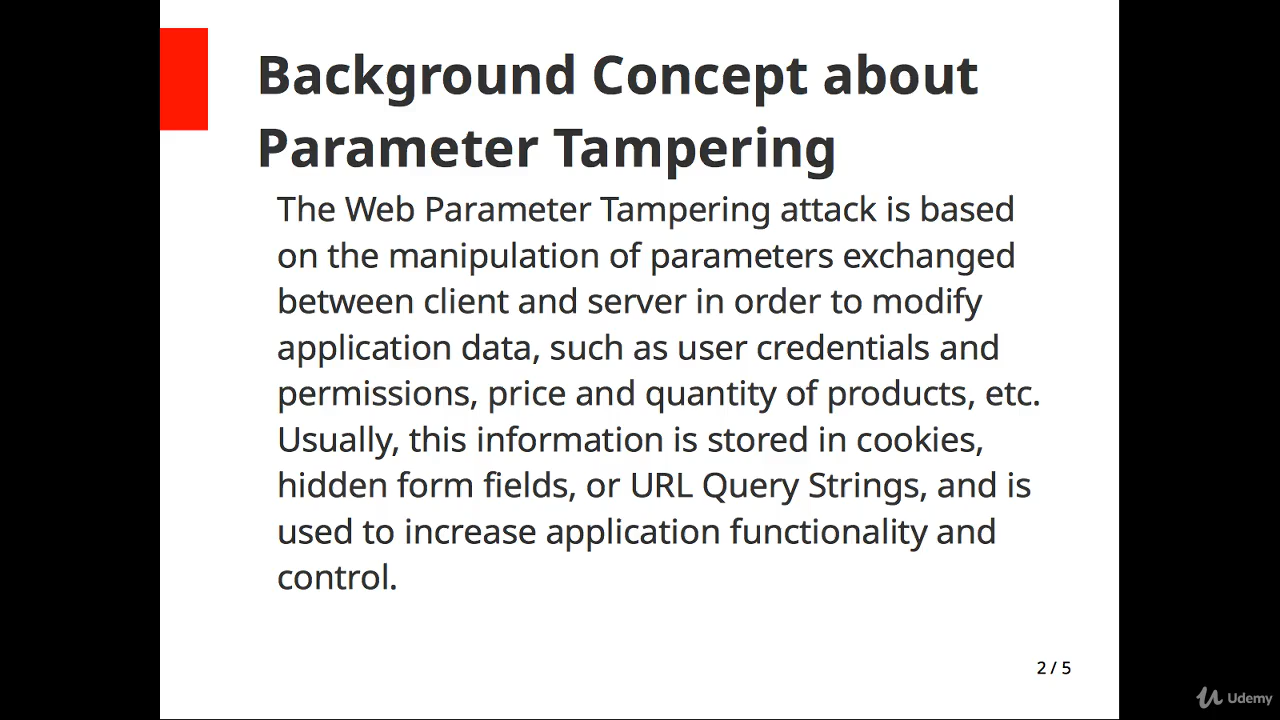 Background Concept about
Parameter Tampering
The Web Parameter Tampering attack is based
on the manipulation of parameters exchanged
between client and server in order to modify
application data, such as user credentials and
permissions, price and quantity of products, etc.
Usually, this information is stored in cookies,
hidden form fields, or URL Query Strings, and is
used to increase application functionality and
control.
2 / 5
Udemy